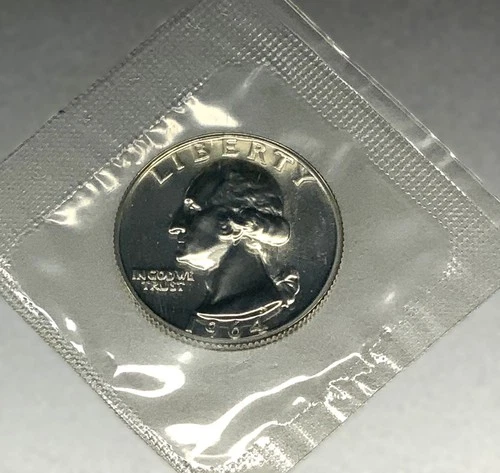 LIBERTY
IN GOD WE
TRUST
1964